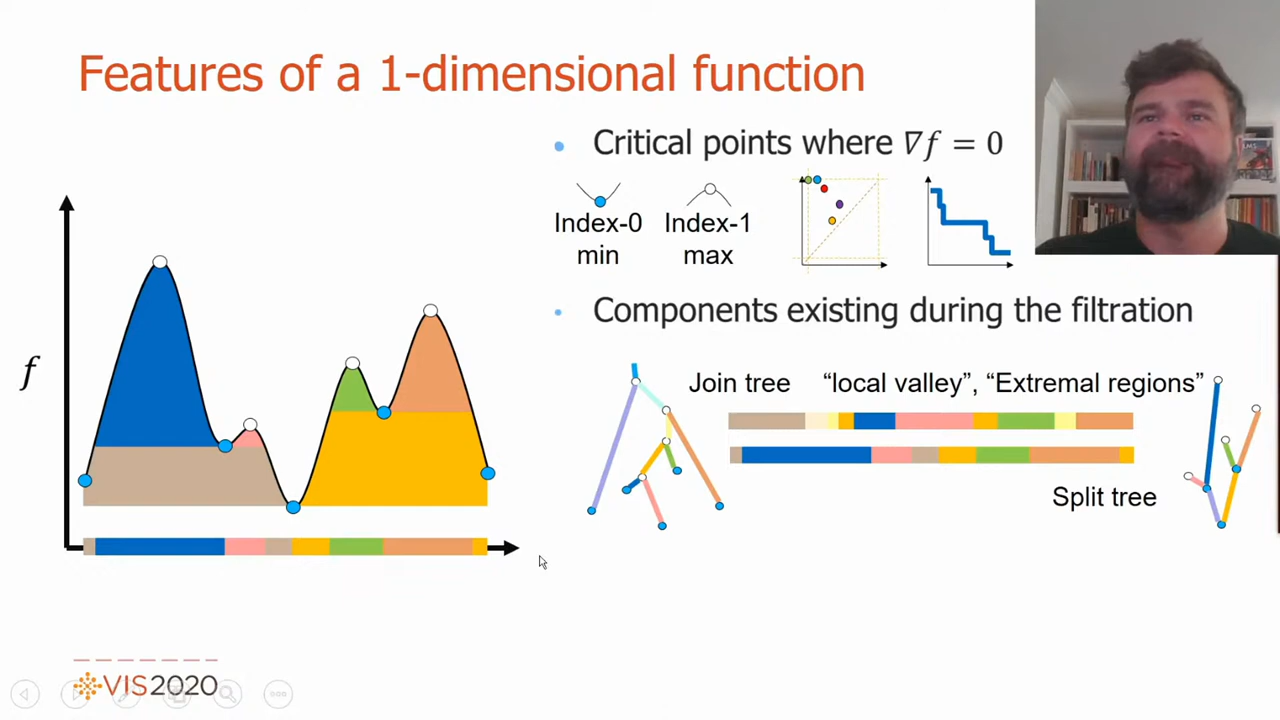 Features of a 1-dimensional function
Critical points where ∇f = 0
Index-0 Index-1
min max
Components existing during the filtration
f
Join tree “local valley”, “Extremal regions”
Split tree
VIS2020